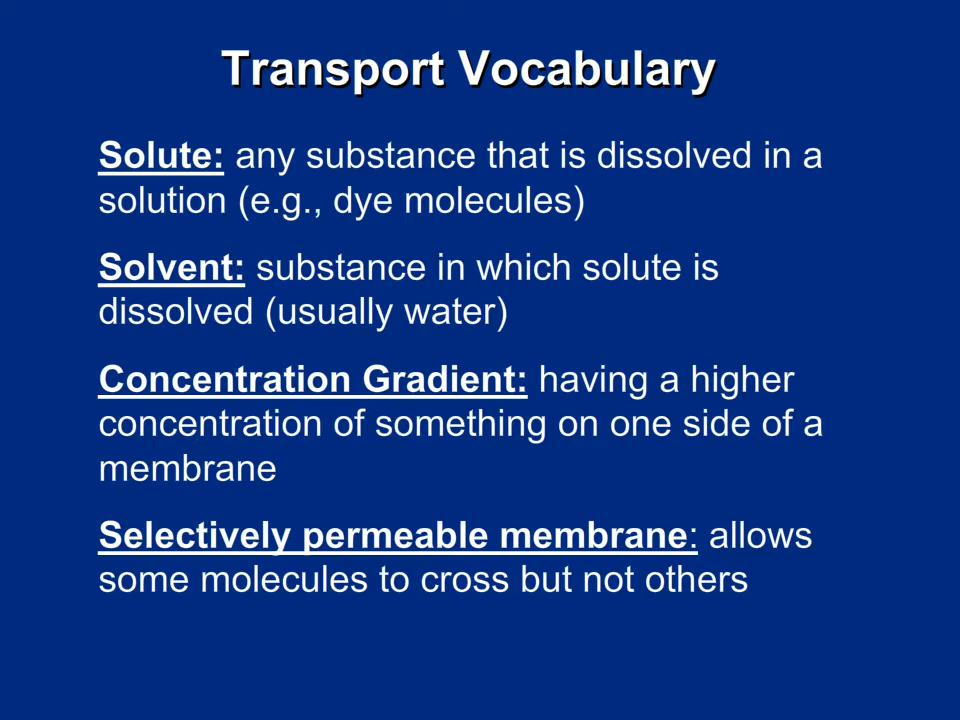 Transport Vocabulary
Solute: any substance that is dissolved in a
solution (e.g., dye molecules)
Solvent: substance in which solute is
dissolved (usually water)
Concentration Gradient: having a higher
concentration of something on one side of a
membrane
Selectively permeable membrane: allows
some molecules to cross but not others